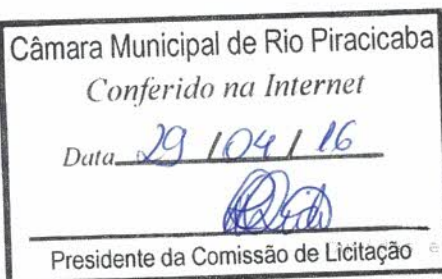 Câmara Municipal de Rio Piracicaba
Conferido na Internet
Data 29 / 04 / 16
Presidente da Comissão de Licitação